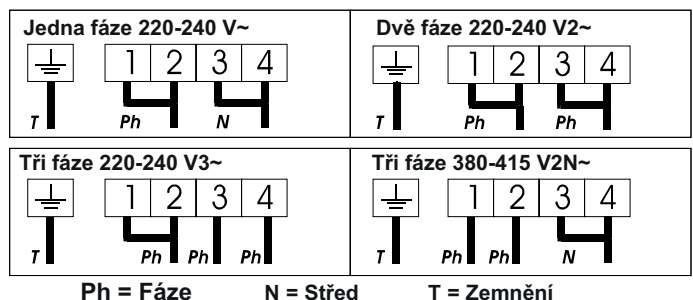 Jedna fáze 220-240 V~
1 2 3 4
T Ph N
Dvě fáze 220-240 V2~
1 2 3 4
T Ph Ph
Tři fáze 220-240 V3~
1 2 3 4
T Ph Ph Ph
Tři fáze 380-415 V2N~
1 2 3 4
T Ph Ph N
Ph = Fáze N = Střed T = Zemnění